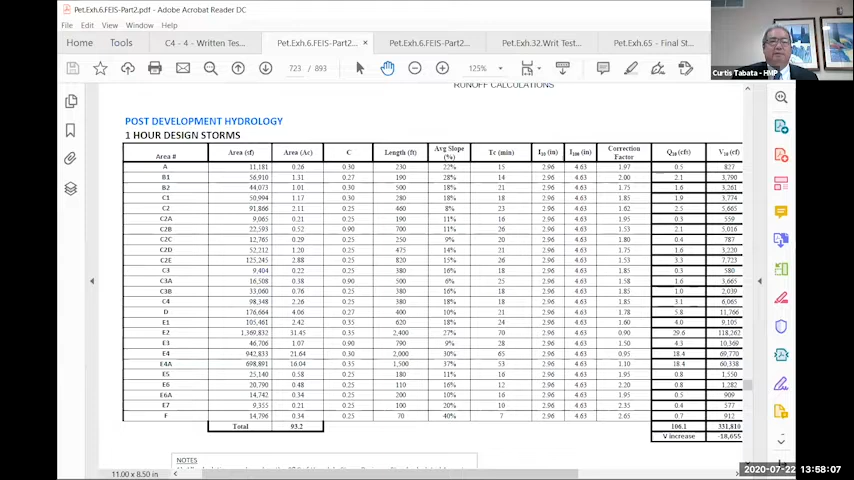 Pet.Exh.6.FEIS-Part2.pdf - Adobe Acrobat Reader DC
File Edit View Window Help
Home Tools C4 - 4 - Written Tes... Pet.Exh.6.FEIS-Part2... × Pet.Exh.6.FEIS-Part2... Pet.Exh.32.Writ Test... Pet.Exh.65 - Final St...
723 / 893 125%
Curtis Tabata - HMP
RUNOFF CALCULATIONS
POST DEVELOPMENT HYDROLOGY
1 HOUR DESIGN STORMS
Area # Area (sf) Area (Ac) C Length (ft) Avg Slope (%) Tc (min) I10 (in) I100 (in) Correction Factor Q10 (cft) V10 (cf)
A 11,181 0.26 0.30 230 22% 15 2.96 4.63 1.97 0.5 827
B1 56,910 1.31 0.27 190 28% 14 2.96 4.63 2.00 2.1 3,790
B2 44,073 1.01 0.30 500 18% 21 2.96 4.63 1.75 1.6 3,261
C1 50,994 1.17 0.30 280 18% 18 2.96 4.63 1.85 1.9 3,774
C2 91,866 2.11 0.25 460 8% 23 2.96 4.63 1.62 2.5 5,665
C2A 9,065 0.21 0.25 190 11% 16 2.96 4.63 1.95 0.3 559
C2B 22,593 0.52 0.90 700 11% 26 2.96 4.63 1.53 2.1 5,016
C2C 12,765 0.29 0.25 250 9% 20 2.96 4.63 1.80 0.4 787
C2D 52,212 1.20 0.25 475 14% 21 2.96 4.63 1.75 1.6 3,220
C2E 125,245 2.88 0.25 820 15% 26 2.96 4.63 1.53 3.3 7,723
C3 9,404 0.22 0.25 380 16% 18 2.96 4.63 1.85 0.3 580
C3A 16,508 0.38 0.90 500 6% 25 2.96 4.63 1.58 1.6 3,665
C3B 33,060 0.76 0.25 380 16% 18 2.96 4.63 1.85 1.0 2,039
C4 98,348 2.26 0.25 380 18% 18 2.96 4.63 1.85 3.1 6,065
D 176,664 4.06 0.27 400 10% 21 2.96 4.63 1.78 5.8 11,766
E1 105,461 2.42 0.35 620 18% 24 2.96 4.63 1.60 4.0 9,105
E2 1,369,832 31.45 0.35 2,400 27% 70 2.96 4.63 0.90 29.6 118,262
E3 46,706 1.07 0.90 790 9% 28 2.96 4.63 1.50 4.3 10,369
E4 942,833 21.64 0.30 2,000 30% 65 2.96 4.63 0.95 18.4 69,770
E4A 698,891 16.04 0.35 1,500 37% 53 2.96 4.63 1.10 18.4 60,338
E5 25,140 0.58 0.25 180 11% 16 2.96 4.63 1.95 0.8 1,550
E6 20,790 0.48 0.25 110 16% 12 2.96 4.63 2.20 0.8 1,282
E6A 14,742 0.34 0.25 200 10% 16 2.96 4.63 1.95 0.5 909
E7 9,355 0.21 0.25 100 20% 10 2.96 4.63 2.35 0.4 577
F 14,796 0.34 0.25 70 40% 7 2.96 4.63 2.65 0.7 912
Total 93.2 106.1 331,810
V increase -18,655
NOTES
11.00 x 8.50 in
2020-07-22 13:58:07